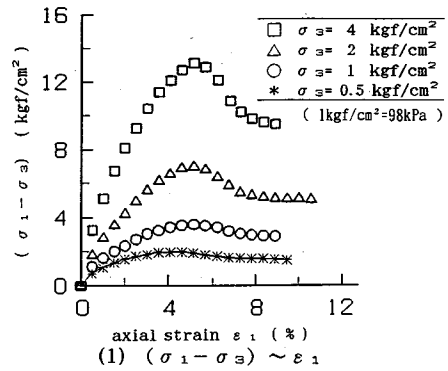 □ σ₃= 4 kgf/cm²
△ σ₃= 2 kgf/cm²
○ σ₃= 1 kgf/cm²
* σ₃= 0.5 kgf/cm²
( 1kgf/cm²=98kPa)
(σ₁−σ₃) (kgf/cm²)
16
12
8
4
0
0 4 8 12
axial strain ε₁ (%)
(1) (σ₁−σ₃) ~ ε₁